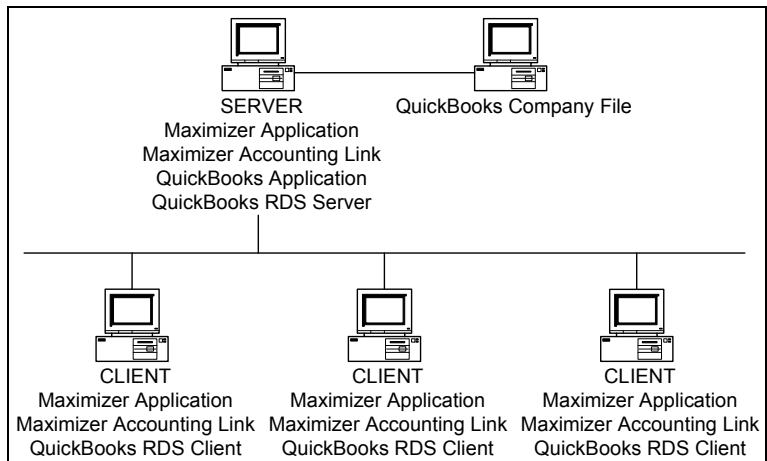 SERVER
Maximizer Application
Maximizer Accounting Link
QuickBooks Application
QuickBooks RDS Server
QuickBooks Company File
CLIENT
Maximizer Application
Maximizer Accounting Link
QuickBooks RDS Client
CLIENT
Maximizer Application
Maximizer Accounting Link
QuickBooks RDS Client
CLIENT
Maximizer Application
Maximizer Accounting Link
QuickBooks RDS Client